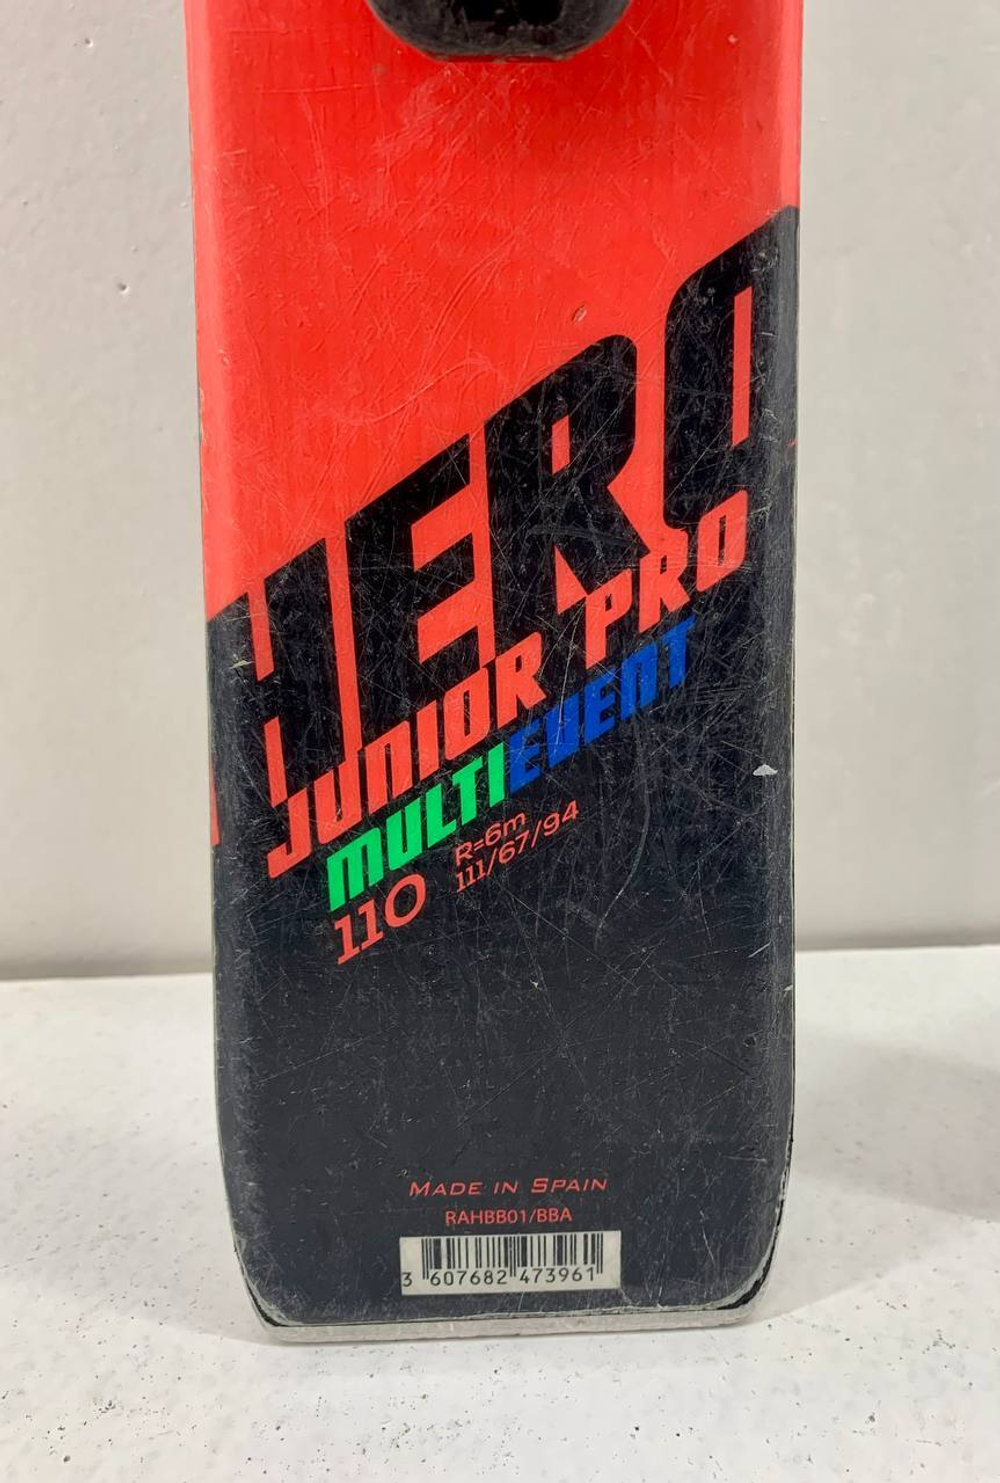 HERO
JUNIOR PRO
MULTIEVENT
110
R=6m
111/67/94
MADE IN SPAIN
RAHBB01/BBA
3 607682 473961